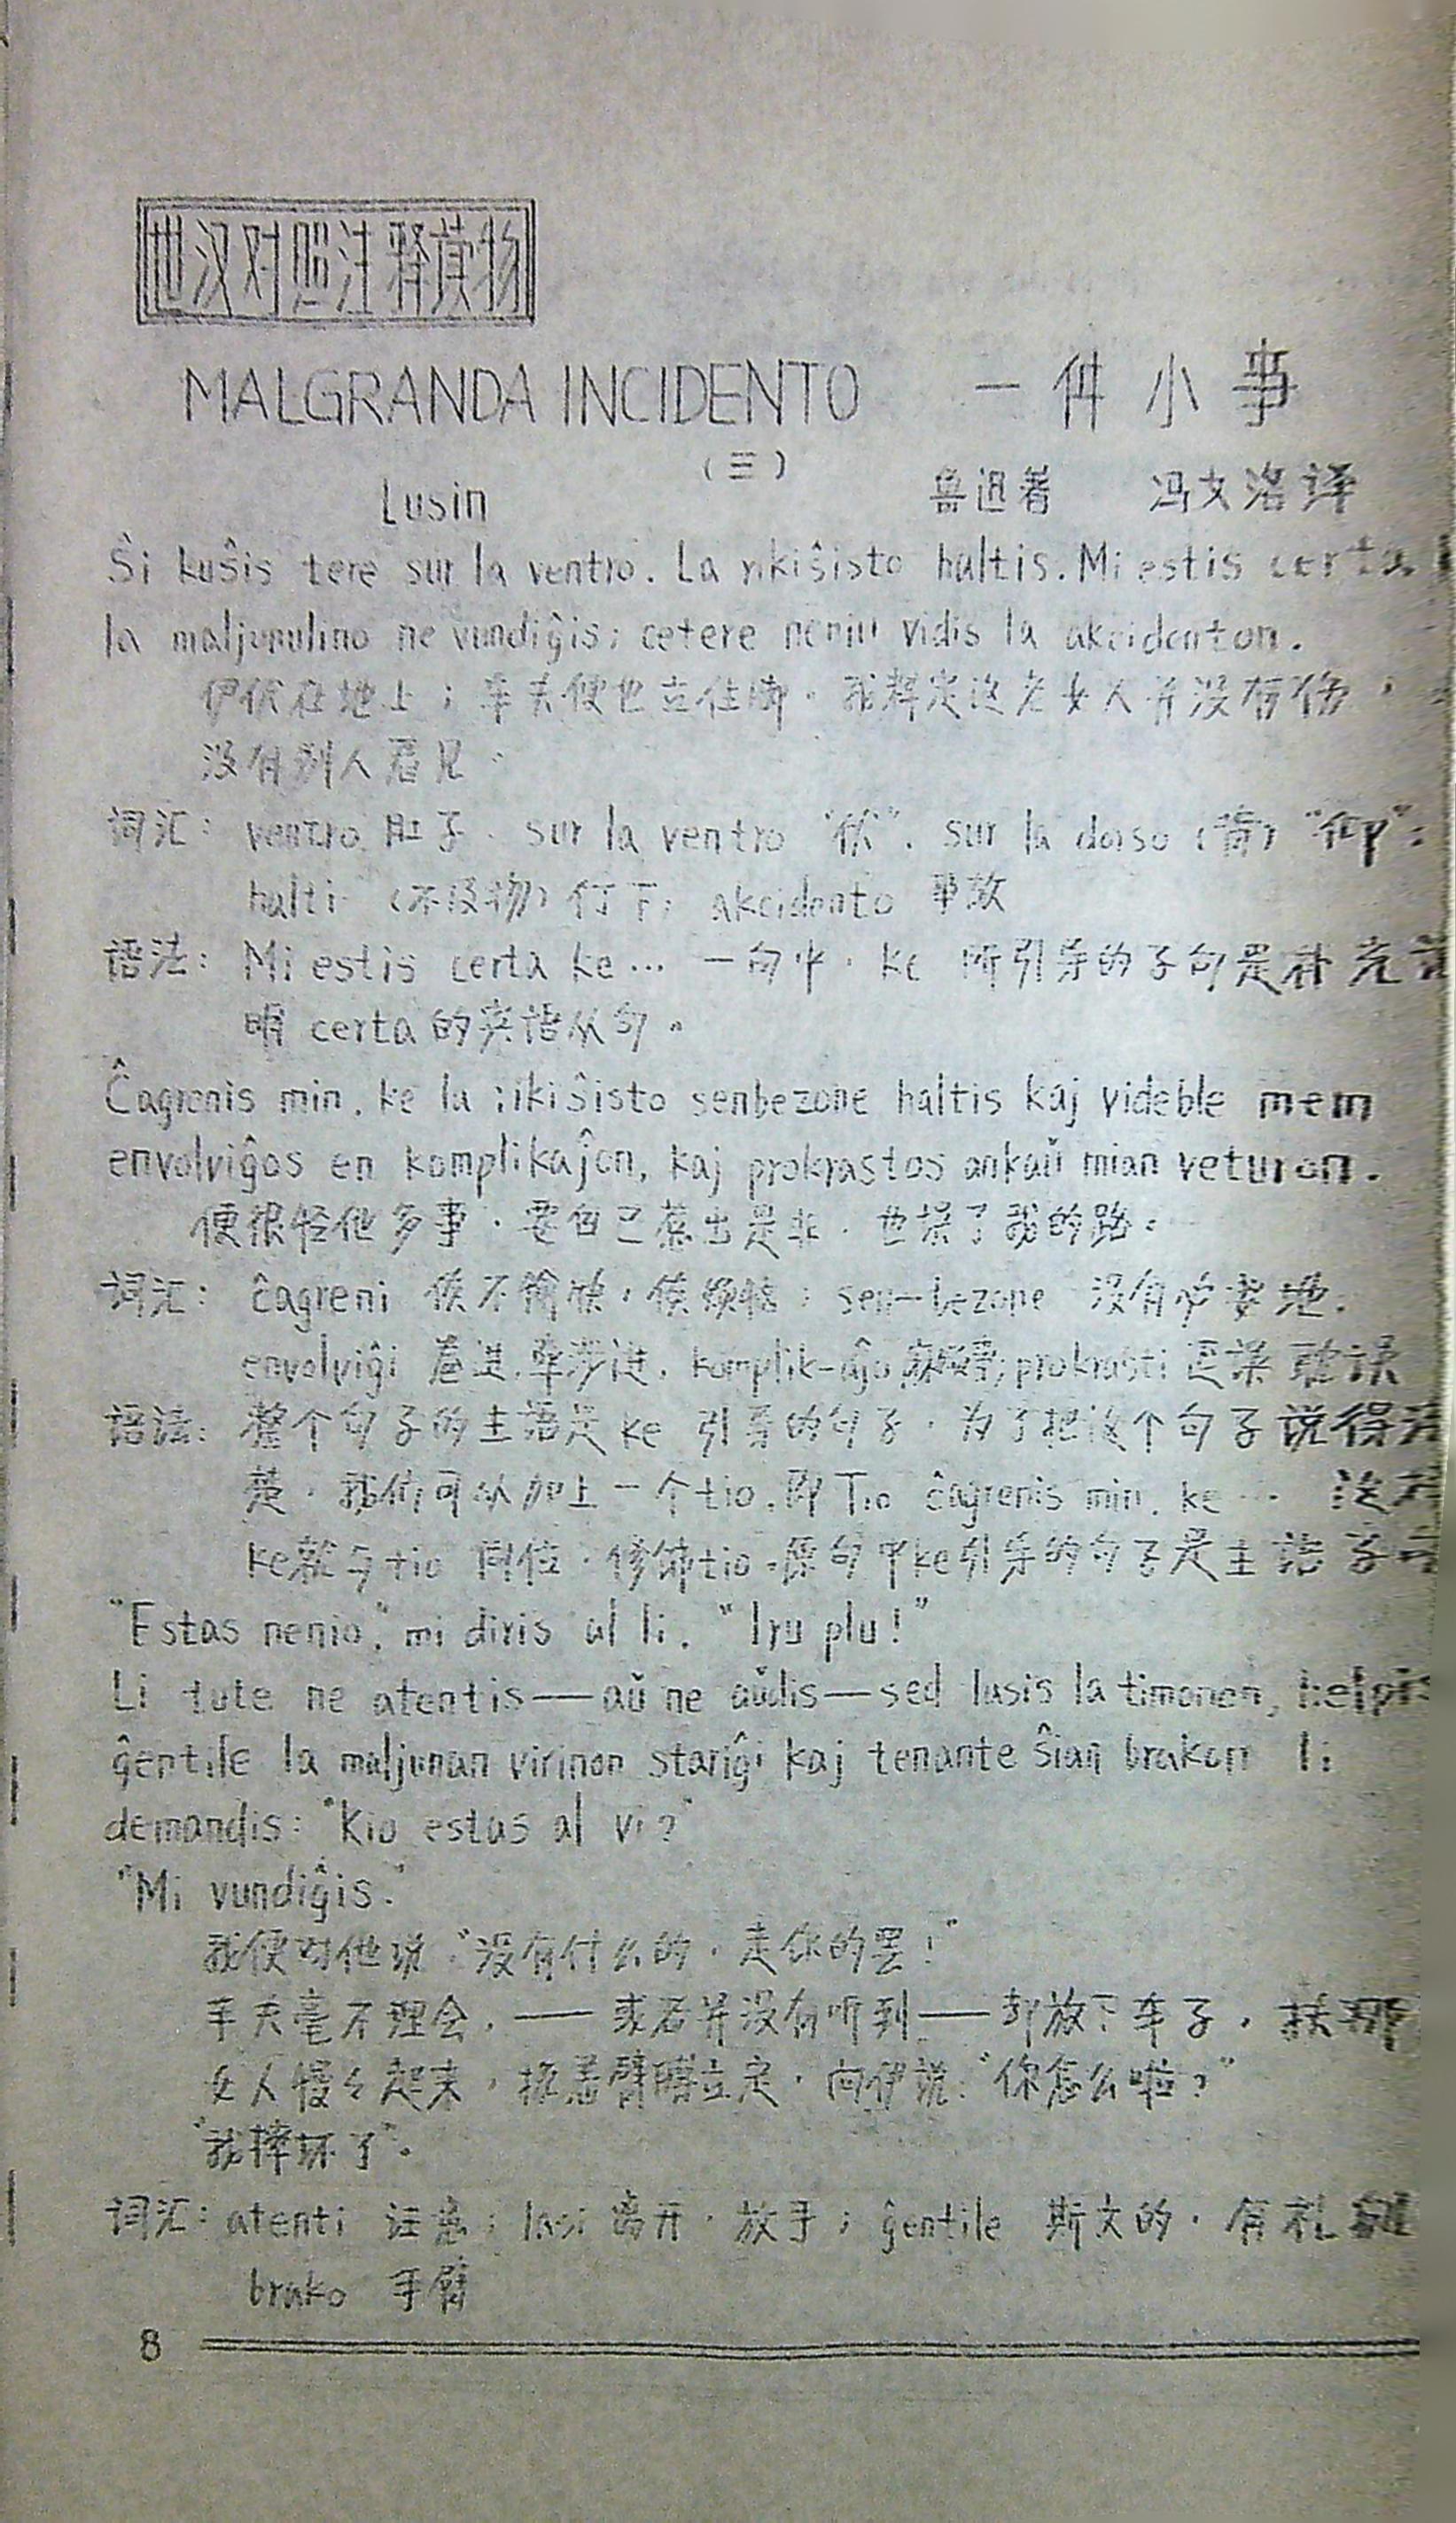 世汉对照注释读物
MALGRANDA INCIDENTO 一件小事
（三）
Lusin 鲁迅著 冯文洛译
Ŝi kuŝis tere sur la ventro. La rikiŝisto haltis. Mi estis certa
la maljunulino ne vundiĝis; cetere neniu vidis la akcidenton.
伊伏在地上；车夫便也立住脚。我料定这老女人并没有伤，
没有别人看见。
词汇: ventro 肚子. sur la ventro “伏”. sur la dorso (背) “仰”;
halti (不及物) 停下; akcidento 事故
语法: Mi estis certa ke… 一句中, ke 所引导的子句是补充
明 certa 的表语从句。
Ĉagrenis min, ke la rikiŝisto senbezone haltis kaj videble mem
envolviĝos en komplikaĵon, kaj prokrastos ankaŭ mian veturon.
便很怪他多事，要自己惹出是非，也误了我的路。
词汇: ĉagreni 使不愉快, 使烦恼; sen-bezone 没有必要地.
envolviĝi 卷进, 牵涉进. komplik-aĵo 麻烦事; prokrasti 延误 耽误
语法: 整个句子的主语是 ke 引导的句子. 为了把这个句子说得清
楚, 我们可以加上一个 tio, 即 Tio ĉagrenis min, ke … 这样
ke就与tio 同位, 修饰tio. 原句中ke引导的句子是主语子句
“Estas nenio,” mi diris al li. “Iru plu!”
Li tute ne atentis——aŭ ne aŭdis——sed lasis la timonon, helpis
ĝentile la maljunan virinon stariĝi kaj tenante ŝian brakon li
demandis: “Kio estas al vi?”
“Mi vundiĝis.”
我便对他说“没有什么的，走你的罢！”
车夫毫不理会，——或者并没有听到——却放下车子，扶那
女人慢々起来，搀着臂膊立定，向伊说：“你怎么啦？”
“我摔坏了”。
词汇: atenti 注意; lasi 离开, 放手; ĝentile 斯文的, 有礼
brako 手臂
8